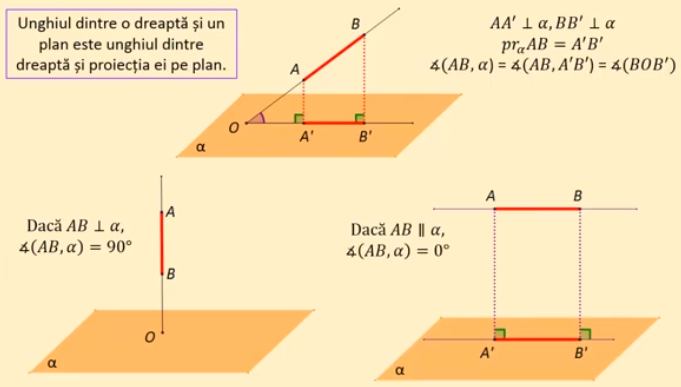 Unghiul dintre o dreaptă și un
plan este unghiul dintre
dreaptă și proiecția ei pe plan.
AA′ ⊥ α, BB′ ⊥ α
prαAB = A′B′
∡(AB, α) = ∡(AB, A′B′) = ∡(BOB′)
B
A
O
A′
B′
α
Dacă AB ⊥ α,
∡(AB, α) = 90°
A
B
O
α
Dacă AB ∥ α,
∡(AB, α) = 0°
A
B
A′
B′
α